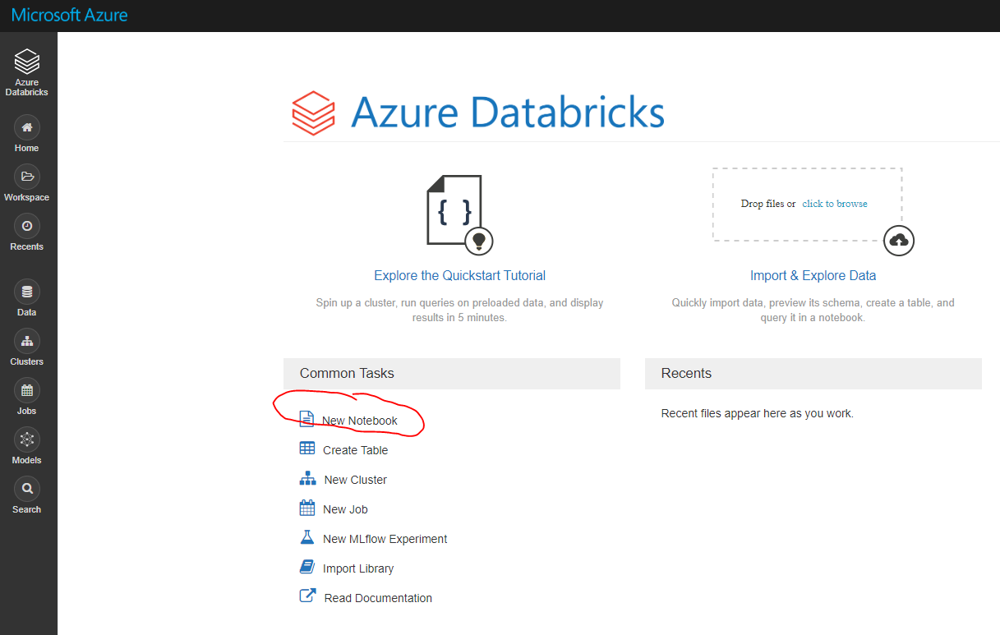 Microsoft Azure
Azure
Databricks
Home
Workspace
Recents
Data
Clusters
Jobs
Models
Search
Azure Databricks
{ }
Explore the Quickstart Tutorial
Spin up a cluster, run queries on preloaded data, and display
results in 5 minutes.
Drop files or click to browse
Import & Explore Data
Quickly import data, preview its schema, create a table, and
query it in a notebook.
Common Tasks
New Notebook
Create Table
New Cluster
New Job
New MLflow Experiment
Import Library
Read Documentation
Recents
Recent files appear here as you work.